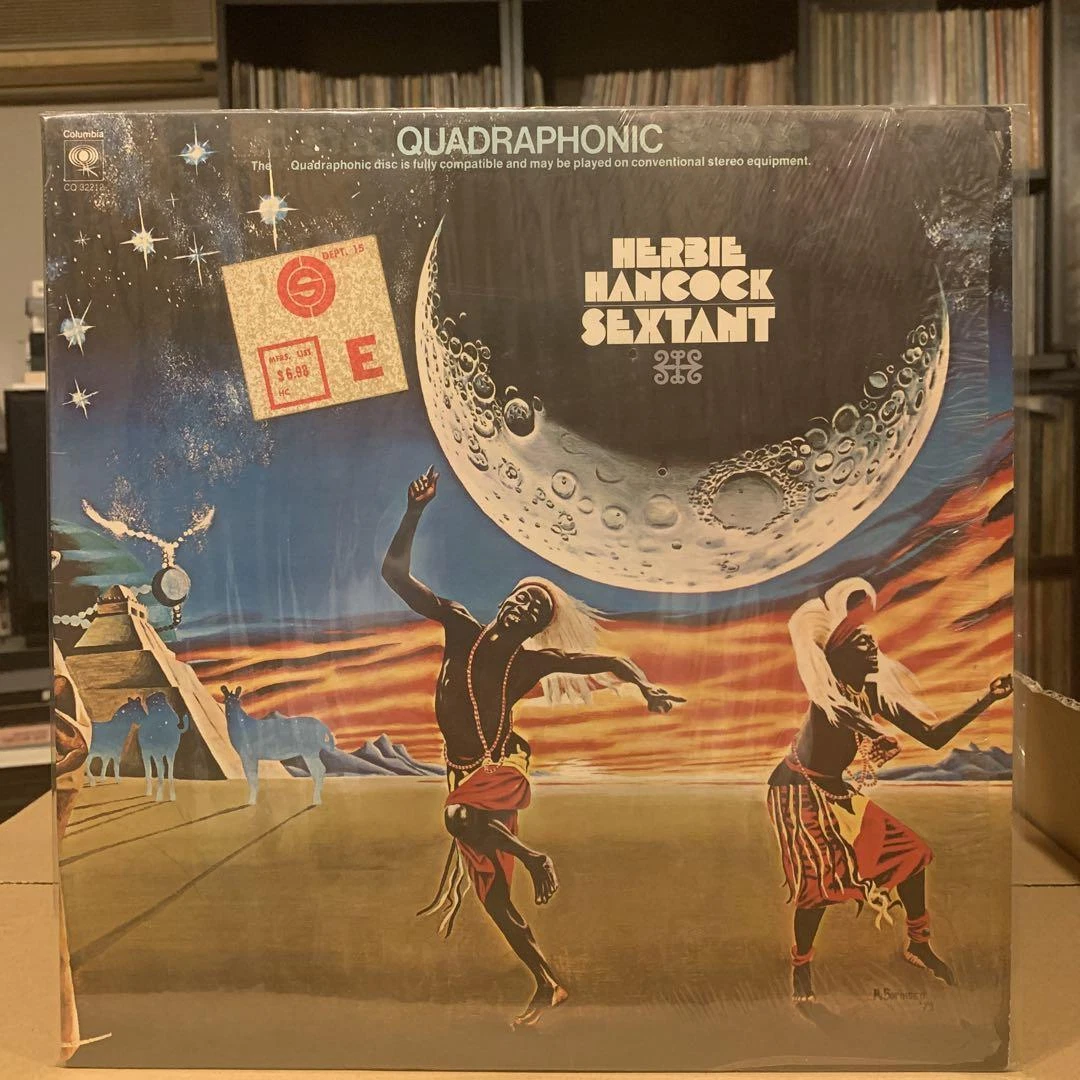 Columbia
CQ 32212
QUADRAPHONIC
The Quadraphonic disc is fully compatible and may be played on conventional stereo equipment.
DEPT. 15
S
MFRS. LIST
$6.98
HC
E
HERBIE
HANCOCK
SEXTANT